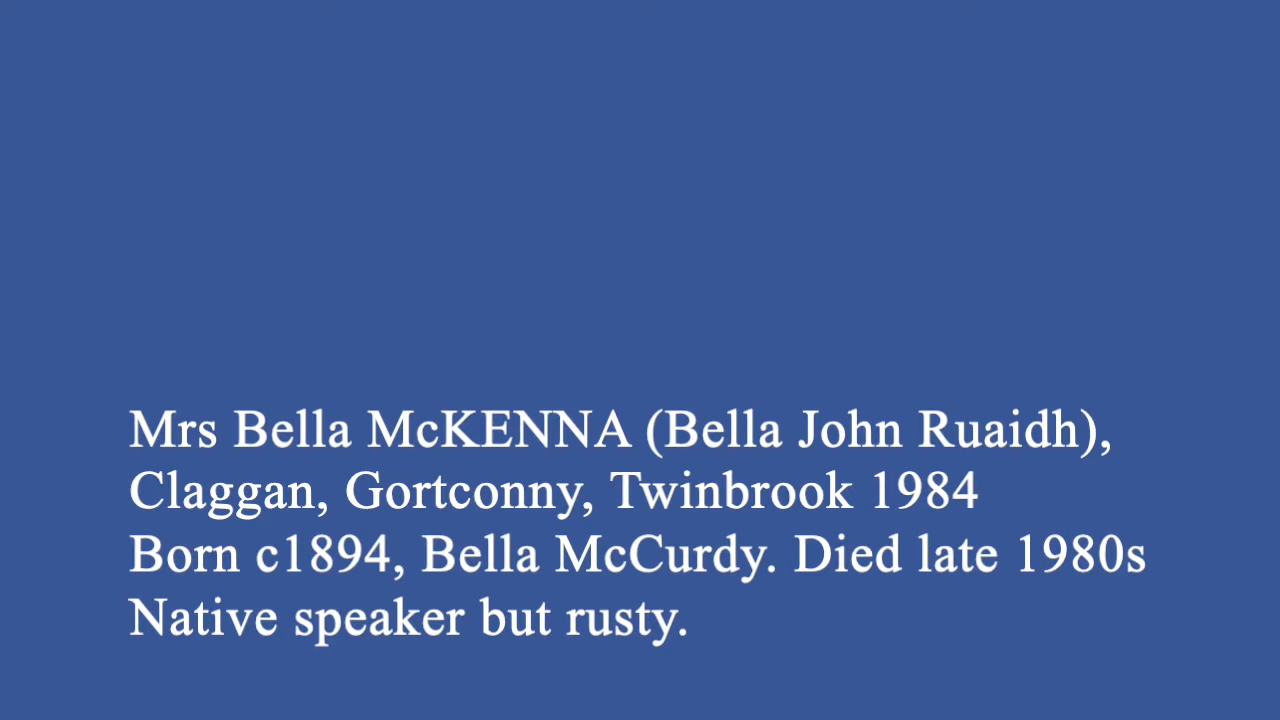 Mrs Bella McKENNA (Bella John Ruaidh),
Claggan, Gortconny, Twinbrook 1984
Born c1894, Bella McCurdy. Died late 1980s
Native speaker but rusty.